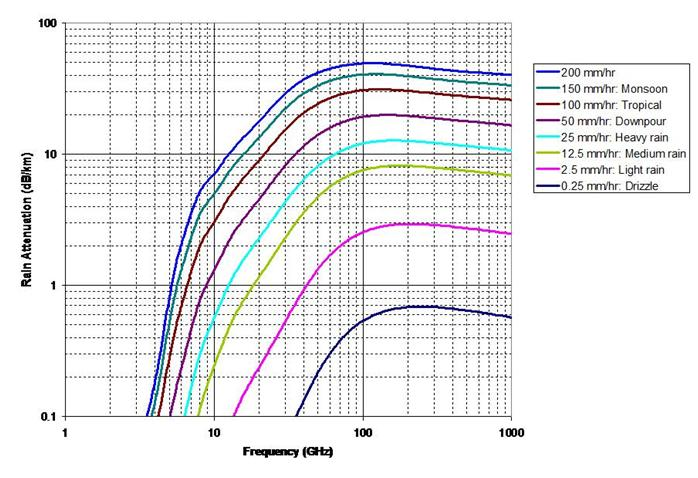 100
10
1
0.1
Rain Attenuation (dB/km)
1
10
100
1000
Frequency (GHz)
200 mm/hr
150 mm/hr: Monsoon
100 mm/hr: Tropical
50 mm/hr: Downpour
25 mm/hr: Heavy rain
12.5 mm/hr: Medium rain
2.5 mm/hr: Light rain
0.25 mm/hr: Drizzle